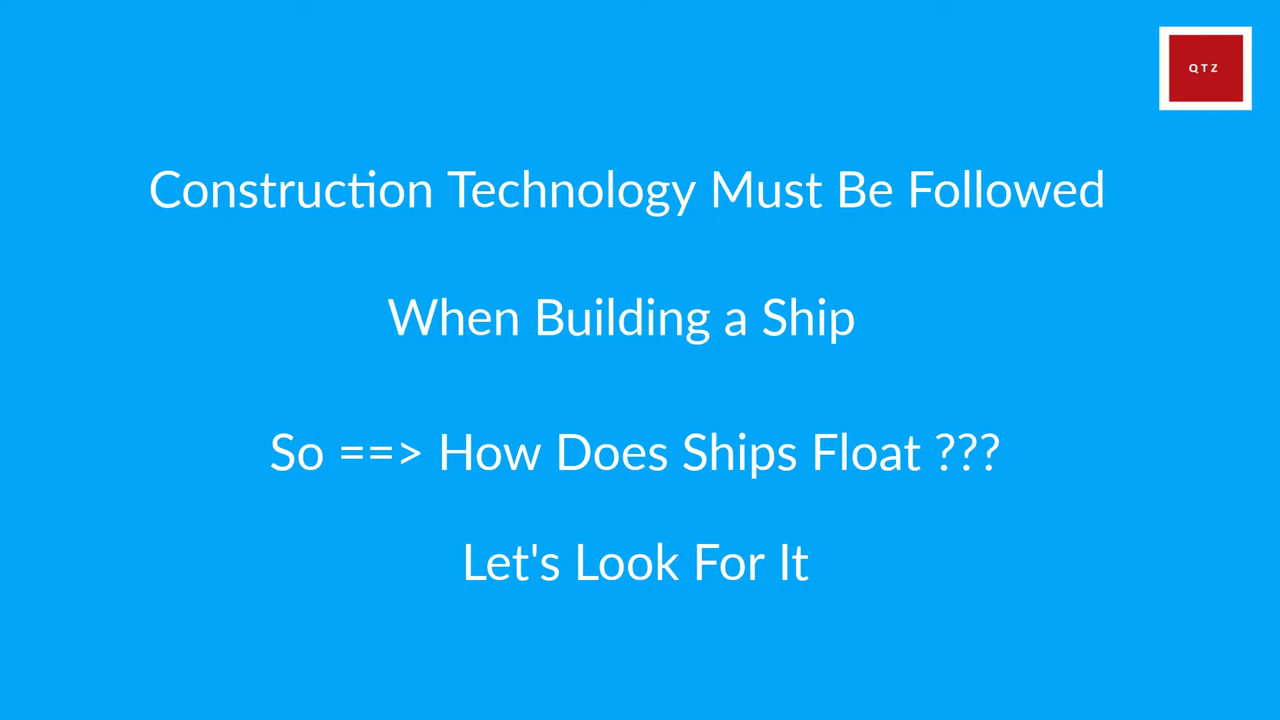 QTZ
Construction Technology Must Be Followed
When Building a Ship
So ==> How Does Ships Float ???
Let's Look For It